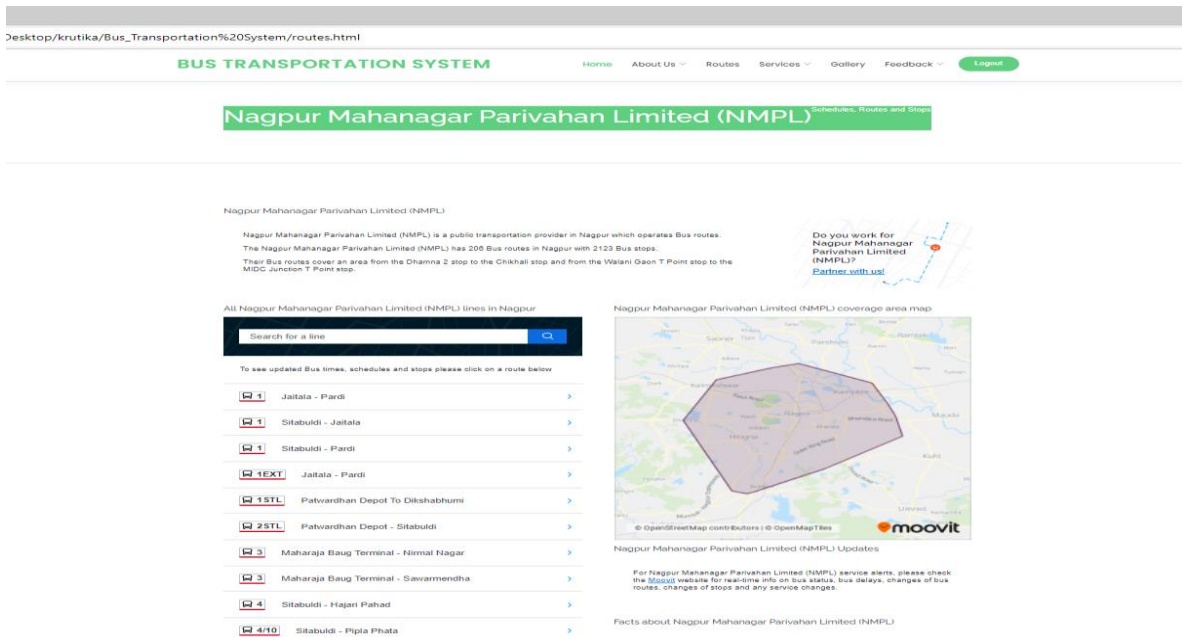 Desktop/krutika/Bus_Transportation%20System/routes.html
BUS TRANSPORTATION SYSTEM
Home About Us Routes Services Gallery Feedback Logout
Nagpur Mahanagar Parivahan Limited (NMPL) Schedules, Routes and Stops
Nagpur Mahanagar Parivahan Limited (NMPL)
Nagpur Mahanagar Parivahan Limited (NMPL) is a public transportation provider in Nagpur which operates Bus routes.
The Nagpur Mahanagar Parivahan Limited (NMPL) has 206 Bus routes in Nagpur with 2123 Bus stops.
Their Bus routes cover an area from the Dhamna 2 stop to the Chikhali stop and from the Walani Gaon T Point stop to the
MIDC Junction T Point stop.
Do you work for
Nagpur Mahanagar
Parivahan Limited
(NMPL)?
Partner with us!
All Nagpur Mahanagar Parivahan Limited (NMPL) lines in Nagpur
Search for a line
To see updated Bus times, schedules and stops please click on a route below
1 Jaitala - Pardi
1 Sitabuldi - Jaitala
1 Sitabuldi - Pardi
1EXT Jaitala - Pardi
1STL Patwardhan Depot To Dikshabhumi
2STL Patwardhan Depot - Sitabuldi
3 Maharaja Baug Terminal - Nirmal Nagar
3 Maharaja Baug Terminal - Sawarmendha
4 Sitabuldi - Hajari Pahad
4/10 Sitabuldi - Pipla Phata
Nagpur Mahanagar Parivahan Limited (NMPL) coverage area map
Nagpur
Hingna
Kuhi
© OpenStreetMap contributors | © OpenMapTiles
moovit
Nagpur Mahanagar Parivahan Limited (NMPL) Updates
For Nagpur Mahanagar Parivahan Limited (NMPL) service alerts, please check
the Moovit website for real-time info on bus status, bus delays, changes of bus
routes, changes of stops and any service changes.
Facts about Nagpur Mahanagar Parivahan Limited (NMPL)